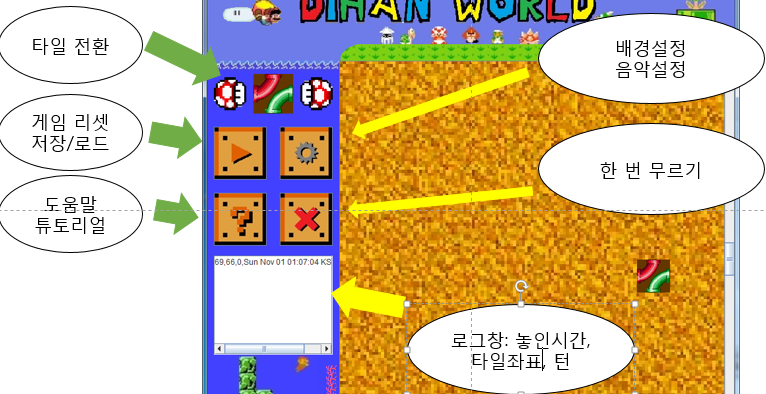 DIHAN WORLD
타일 전환
배경설정
음악설정
게임 리셋
저장/로드
한 번 무르기
도움말
튜토리얼
?
69,66,0,Sun Nov 01 01:07:04 KS
로그창: 놓인시간,
타일좌표, 턴